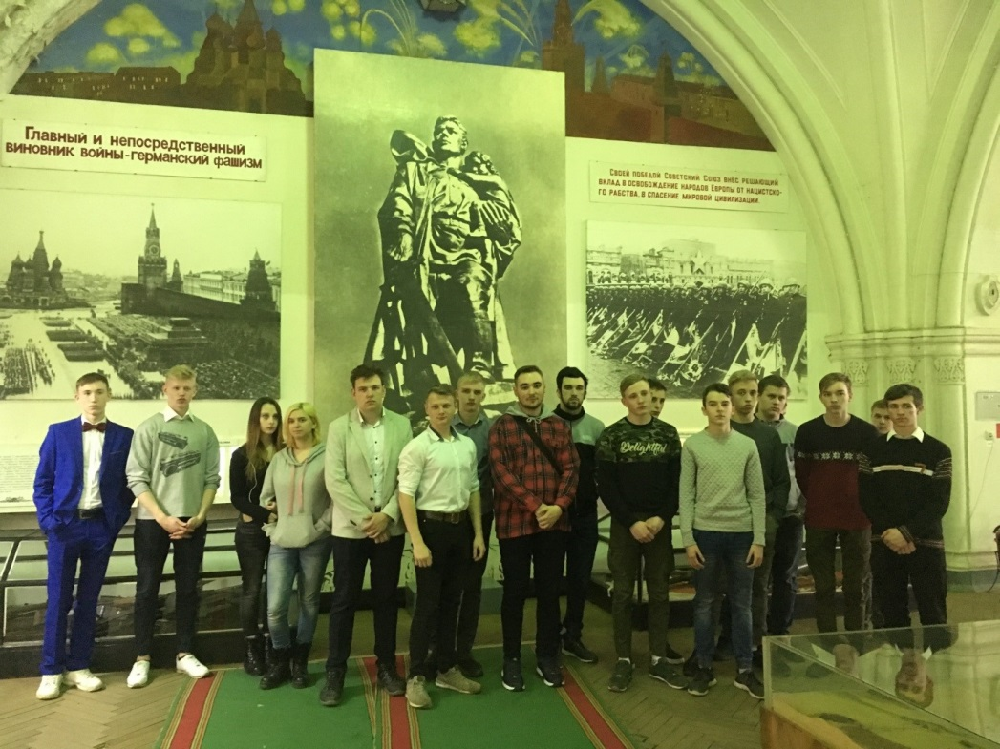 Главный и непосредственный
виновник войны-германский фашизм
Своей победой Советский Союз внёс решающий
вклад в освобождение народов Европы от нацистско-
го рабства, в спасение мировой цивилизации.
Delightful